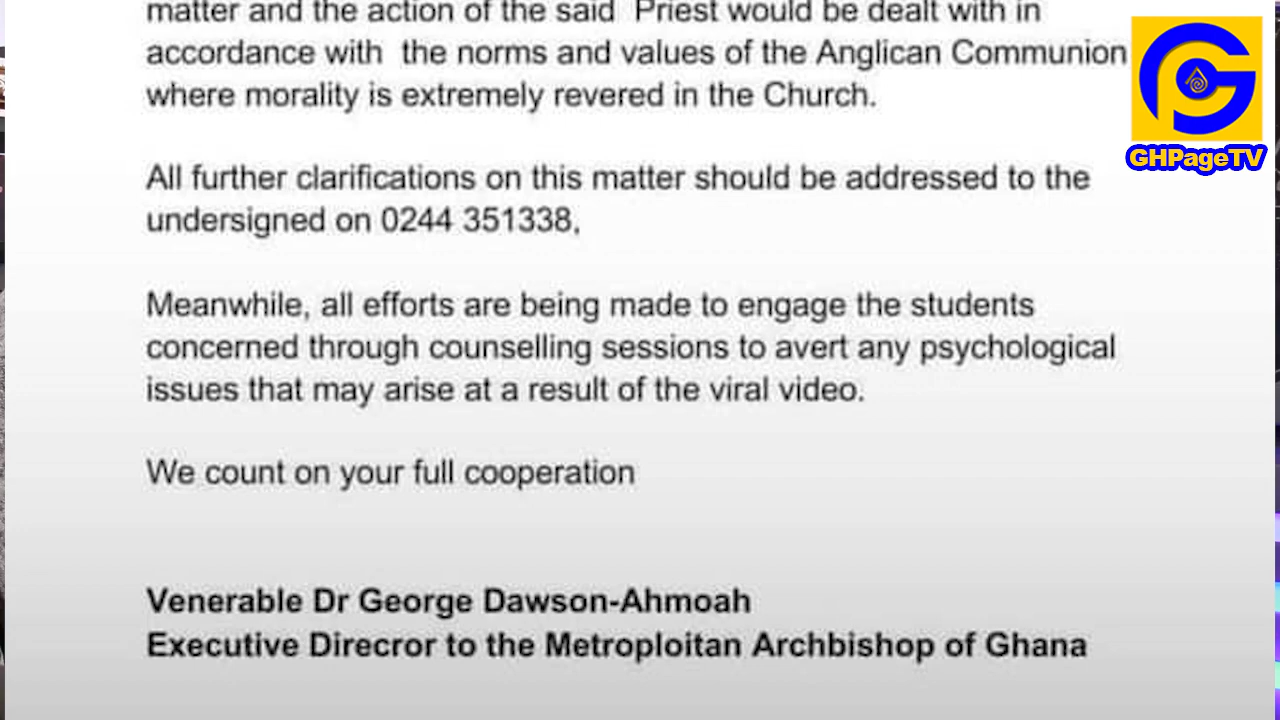 matter and the action of the said Priest would be dealt with in
accordance with the norms and values of the Anglican Communion
where morality is extremely revered in the Church.
All further clarifications on this matter should be addressed to the
undersigned on 0244 351338,
Meanwhile, all efforts are being made to engage the students
concerned through counselling sessions to avert any psychological
issues that may arise at a result of the viral video.
We count on your full cooperation
Venerable Dr George Dawson-Ahmoah
Executive Direcror to the Metroploitan Archbishop of Ghana
GHPageTV